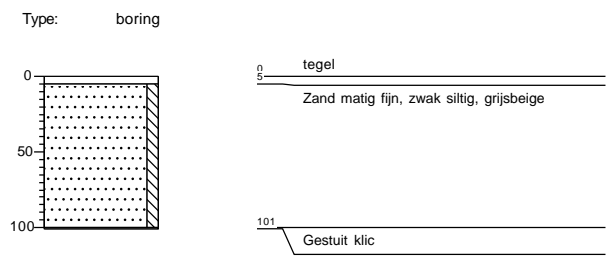 Type: boring
0
50
100
0 tegel
5
Zand matig fijn, zwak siltig, grijsbeige
101
Gestuit klic